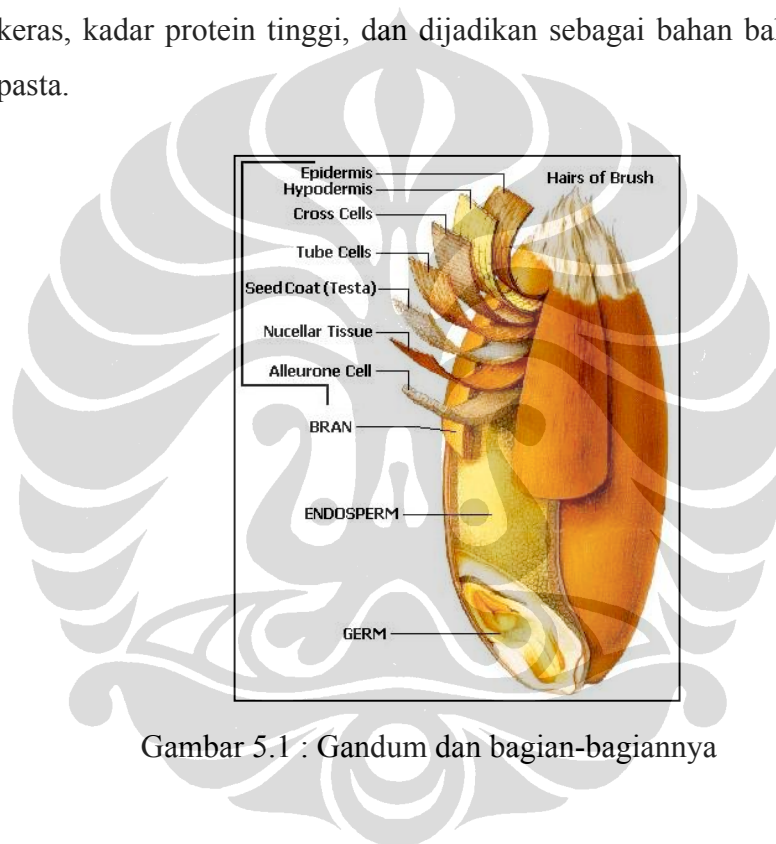 keras, kadar protein tinggi, dan dijadikan sebagai bahan
pasta.
Epidermis
Hairs of Brush
Hypodermis
Cross Cells
Tube Cells
Seed Coat (Testa)
Nucellar Tissue
Alleurone Cell
BRAN
ENDOSPERM
GERM
Gambar 5.1 : Gandum dan bagian-bagiannya